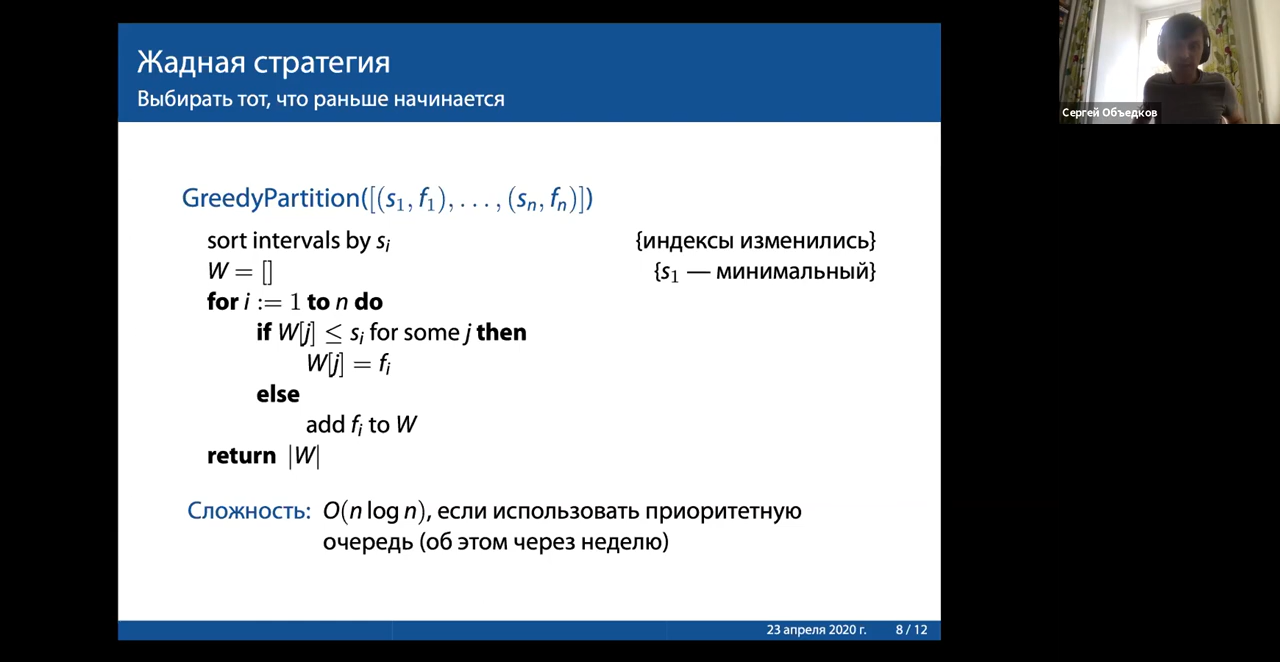 Жадная стратегия
Выбирать тот, что раньше начинается
Сергей Объедков
GreedyPartition([(s₁, f₁), . . . , (sₙ, fₙ)])
sort intervals by sᵢ {индексы изменились}
W = [] {s₁ — минимальный}
for i := 1 to n do
if W[j] ≤ sᵢ for some j then
W[j] = fᵢ
else
add fᵢ to W
return |W|
Сложность: O(n log n), если использовать приоритетную
очередь (об этом через неделю)
23 апреля 2020 г. 8 / 12